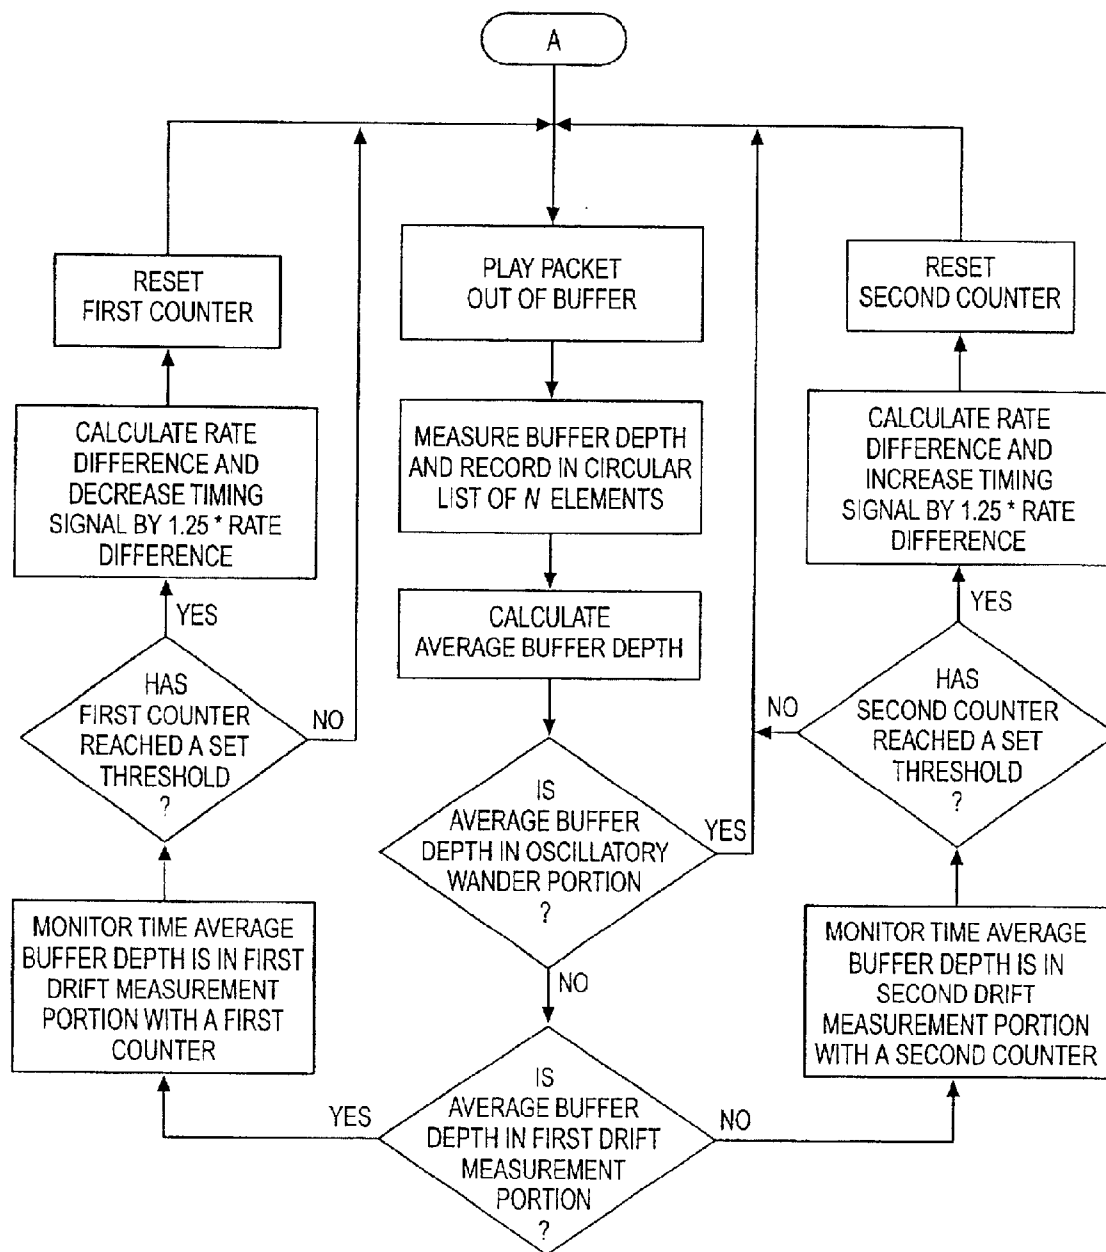 A
PLAY PACKET
OUT OF BUFFER
MEASURE BUFFER DEPTH
AND RECORD IN CIRCULAR
LIST OF N ELEMENTS
CALCULATE
AVERAGE BUFFER DEPTH
IS
AVERAGE BUFFER
DEPTH IN OSCILLATORY
WANDER PORTION
?
YES
NO
IS
AVERAGE BUFFER
DEPTH IN FIRST DRIFT
MEASUREMENT
PORTION
?
YES
NO
MONITOR TIME AVERAGE
BUFFER DEPTH IS IN FIRST
DRIFT MEASUREMENT
PORTION WITH A FIRST
COUNTER
HAS
FIRST COUNTER
REACHED A SET
THRESHOLD
?
NO
YES
CALCULATE RATE
DIFFERENCE AND
DECREASE TIMING
SIGNAL BY 1.25 * RATE
DIFFERENCE
RESET
FIRST COUNTER
MONITOR TIME AVERAGE
BUFFER DEPTH IS IN
SECOND DRIFT
MEASUREMENT PORTION
WITH A SECOND COUNTER
HAS
SECOND COUNTER
REACHED A SET
THRESHOLD
?
NO
YES
CALCULATE RATE
DIFFERENCE AND
INCREASE TIMING
SIGNAL BY 1.25 * RATE
DIFFERENCE
RESET
SECOND COUNTER